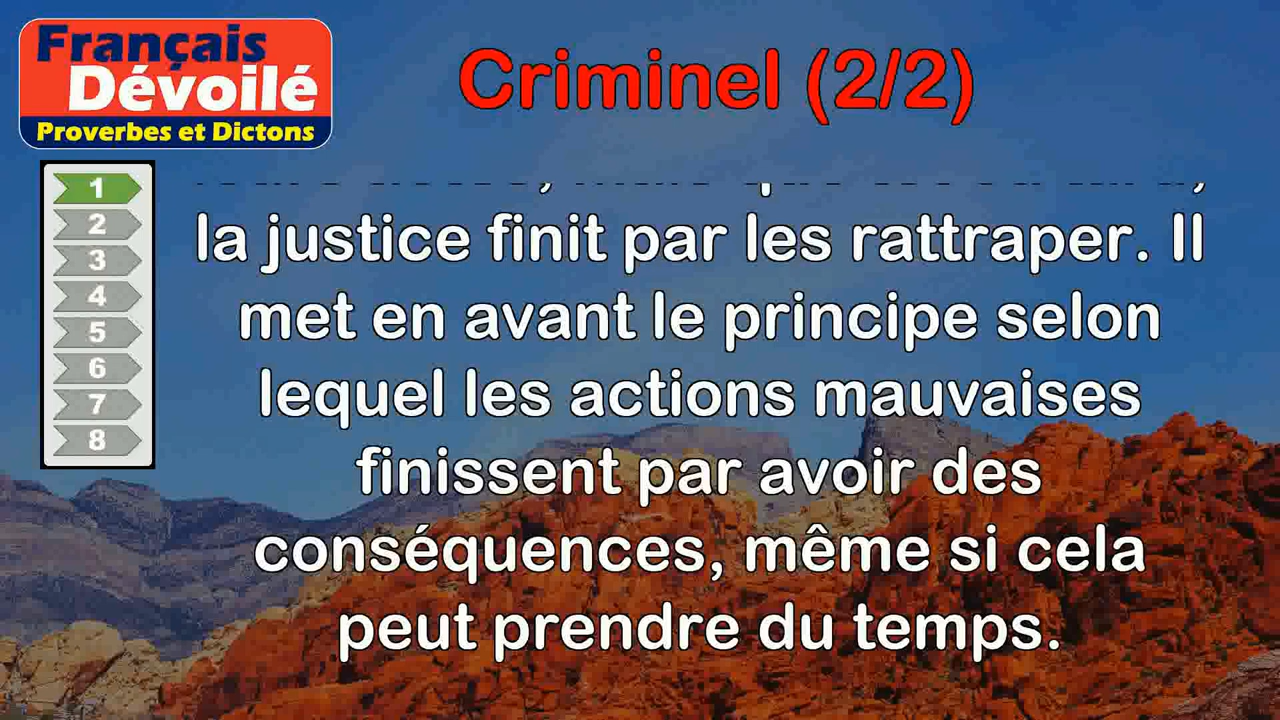 Français
Dévoilé
Proverbes et Dictons
Criminel (2/2)
1
2
3
4
5
6
7
8
la justice finit par les rattraper. Il
met en avant le principe selon
lequel les actions mauvaises
finissent par avoir des
conséquences, même si cela
peut prendre du temps.